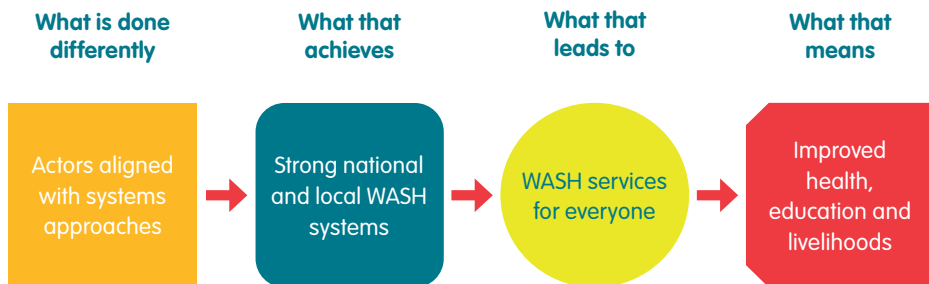 What is done
differently
What that
achieves
What that
leads to
What that
means
Actors aligned
with systems
approaches
Strong national
and local WASH
systems
WASH services
for everyone
Improved
health,
education and
livelihoods